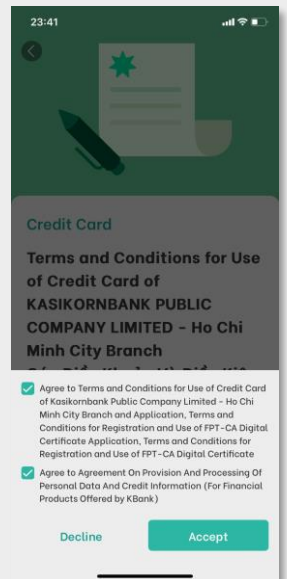 23:41
Credit Card
Terms and Conditions for Use
of Credit Card of
KASIKORNBANK PUBLIC
COMPANY LIMITED - Ho Chi
Minh City Branch
Agree to Terms and Conditions for Use of Credit Card
of Kasikornbank Public Company Limited - Ho Chi
Minh City Branch and Application, Terms and
Conditions for Registration and Use of FPT-CA Digital
Certificate Application, Terms and Conditions for
Registration and Use of FPT-CA Digital Certificate
Agree to Agreement On Provision And Processing Of
Personal Data And Credit Information (For Financial
Products Offered by KBank)
Decline Accept